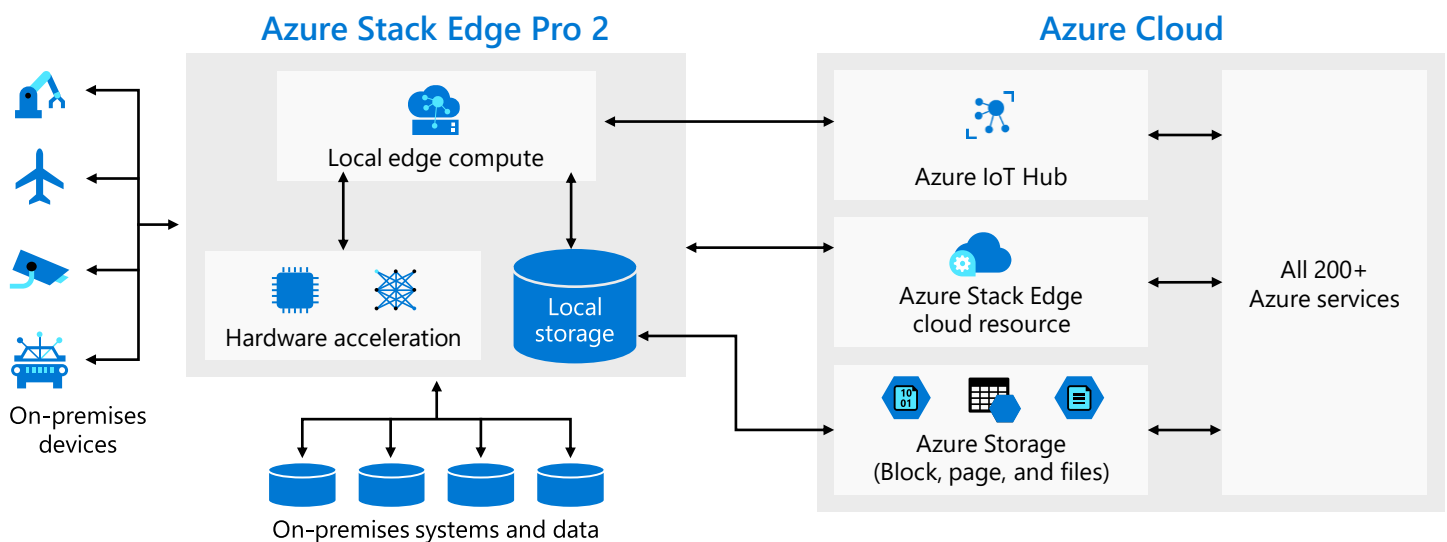 Azure Stack Edge Pro 2
Azure Cloud
Local edge compute
Hardware acceleration
Local
storage
On-premises
devices
On-premises systems and data
Azure IoT Hub
Azure Stack Edge
cloud resource
10
01
Azure Storage
(Block, page, and files)
All 200+
Azure services